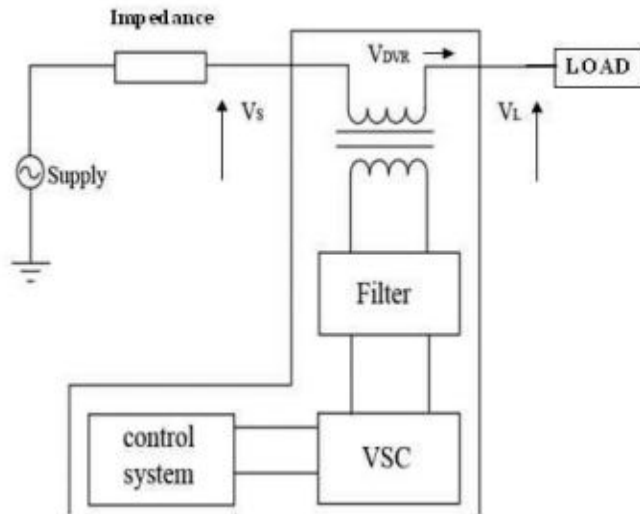 Impedance
VDVR
LOAD
VS
VL
Supply
Filter
control
system
VSC